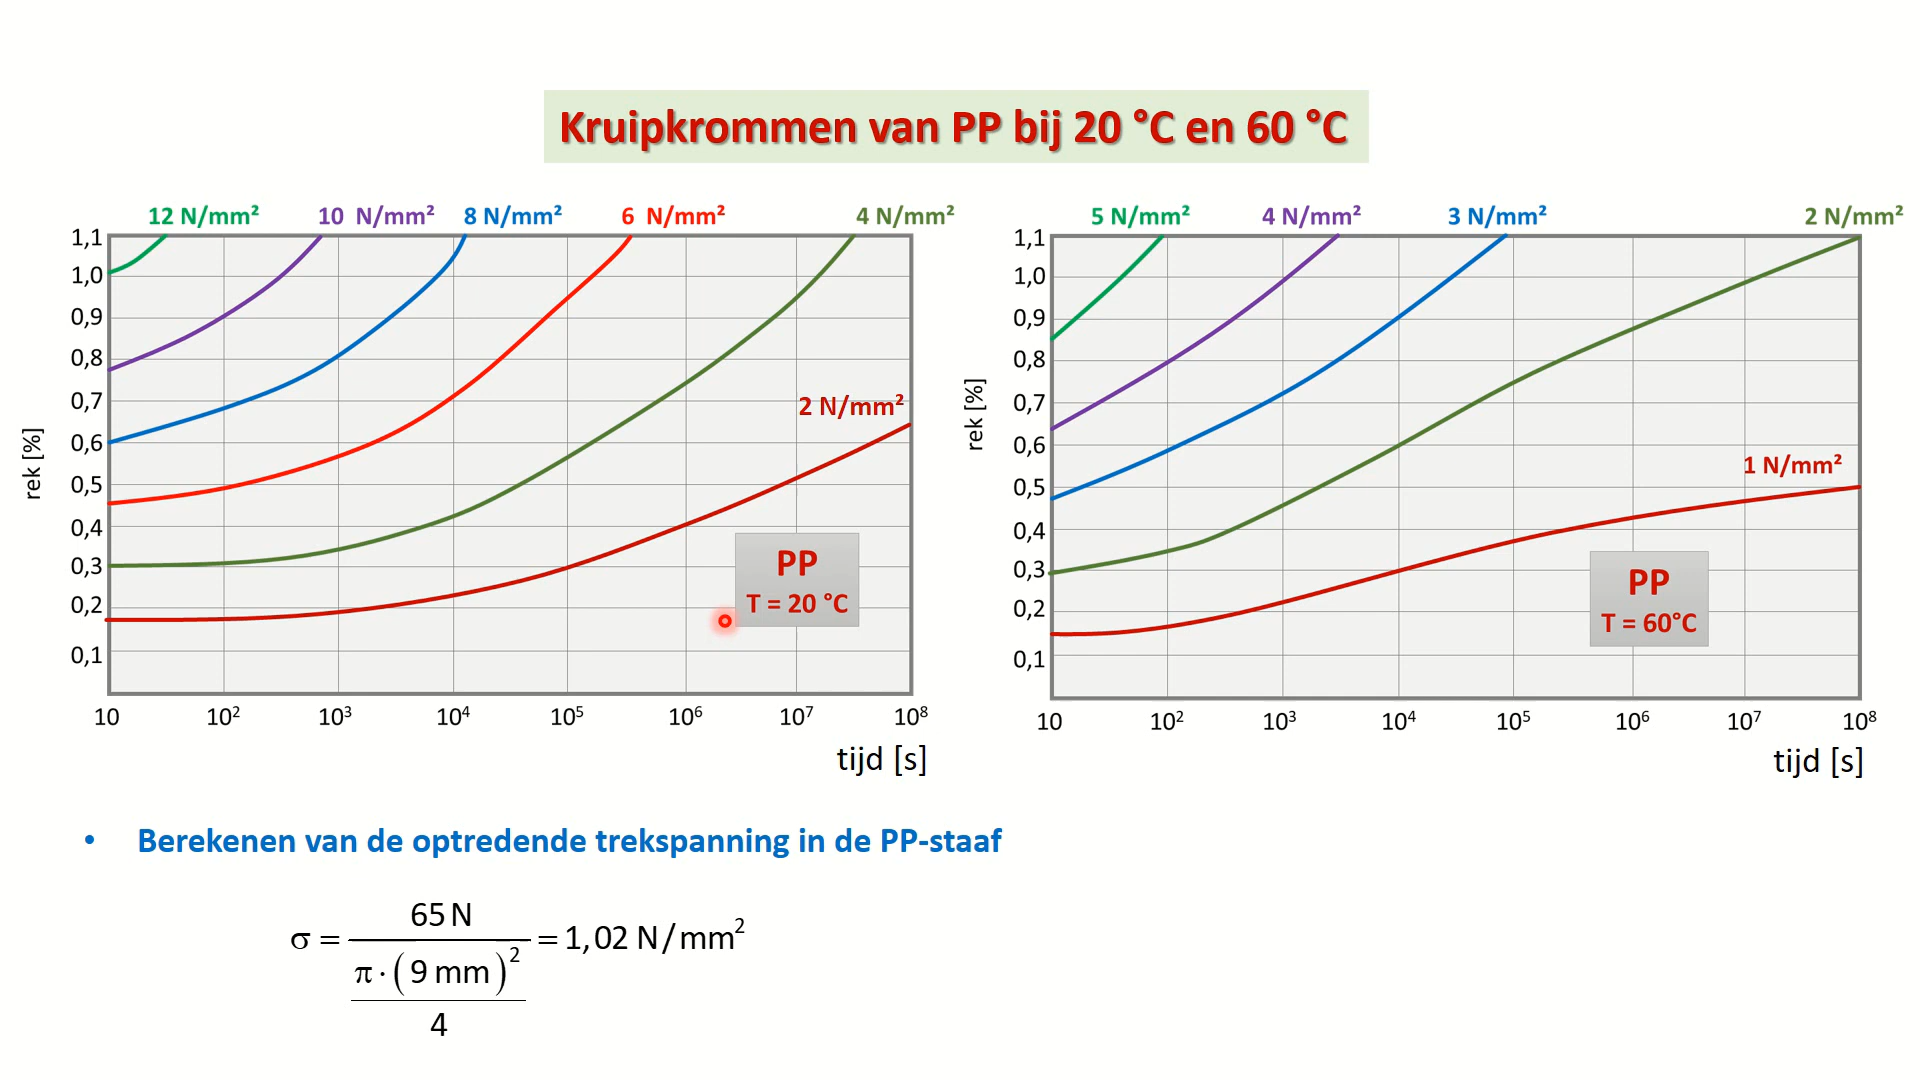 Kruipkrommen van PP bij 20 °C en 60 °C
12 N/mm²
10 N/mm²
8 N/mm²
6 N/mm²
4 N/mm²
2 N/mm²
1,1
1,0
0,9
0,8
0,7
0,6
0,5
0,4
0,3
0,2
0,1
rek [%]
PP
T = 20 °C
10
10²
10³
10⁴
10⁵
10⁶
10⁷
10⁸
tijd [s]
5 N/mm²
4 N/mm²
3 N/mm²
2 N/mm²
1 N/mm²
1,1
1,0
0,9
0,8
0,7
0,6
0,5
0,4
0,3
0,2
0,1
rek [%]
PP
T = 60°C
10
10²
10³
10⁴
10⁵
10⁶
10⁷
10⁸
tijd [s]
• Berekenen van de optredende trekspanning in de PP-staaf
65 N
σ = = 1,02 N/mm²
π · (9 mm)²
4